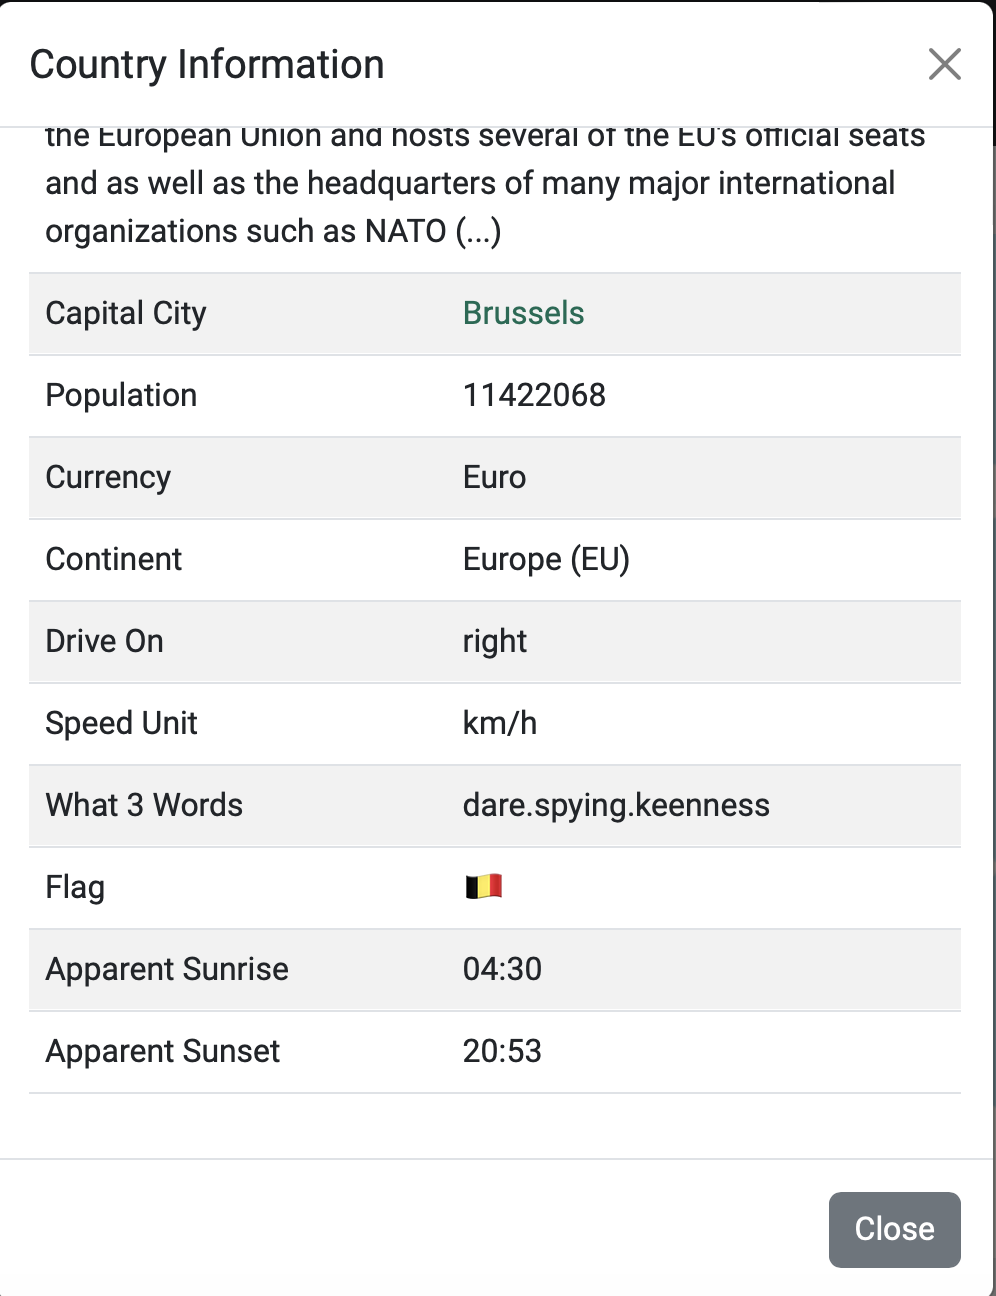 Country Information
the European Union and hosts several of the EU's official seats
and as well as the headquarters of many major international
organizations such as NATO (...)
Capital City Brussels
Population 11422068
Currency Euro
Continent Europe (EU)
Drive On right
Speed Unit km/h
What 3 Words dare.spying.keenness
Flag 🇧🇪
Apparent Sunrise 04:30
Apparent Sunset 20:53
Close